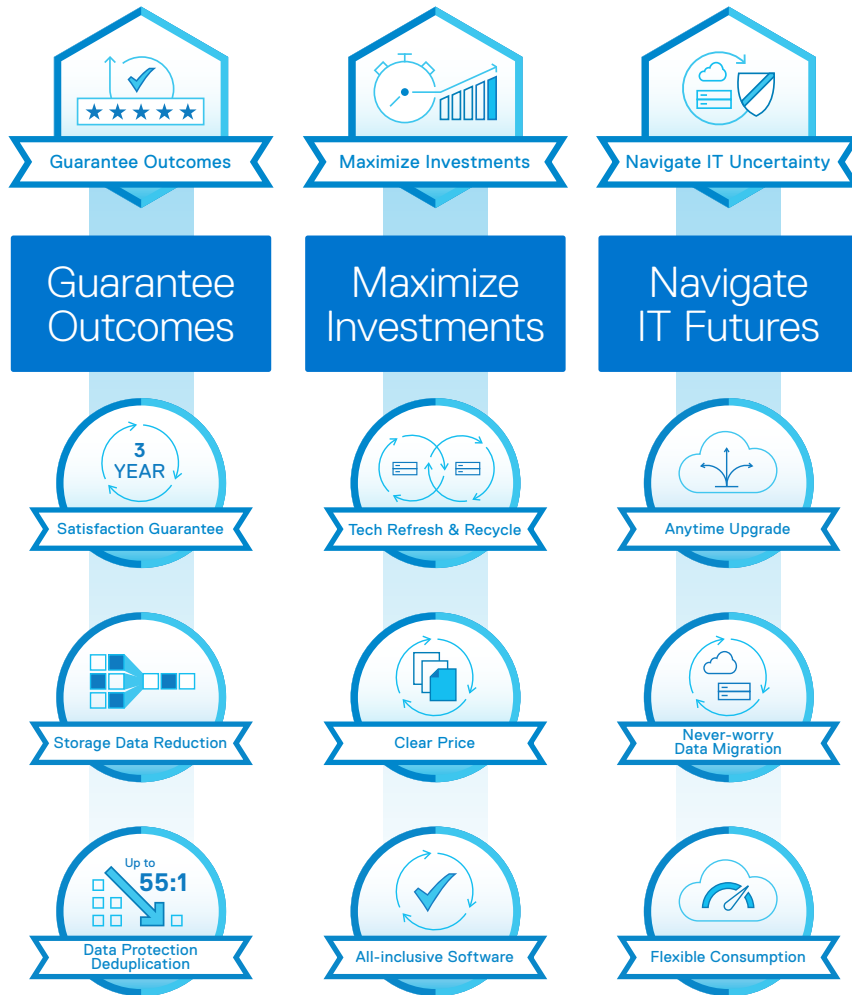 Guarantee Outcomes
Maximize Investments
Navigate IT Uncertainty
Guarantee
Outcomes
Maximize
Investments
Navigate
IT Futures
3
YEAR
Satisfaction Guarantee
Tech Refresh & Recycle
Anytime Upgrade
Storage Data Reduction
Clear Price
Never-worry
Data Migration
Up to
55:1
Data Protection
Deduplication
All-inclusive Software
Flexible Consumption